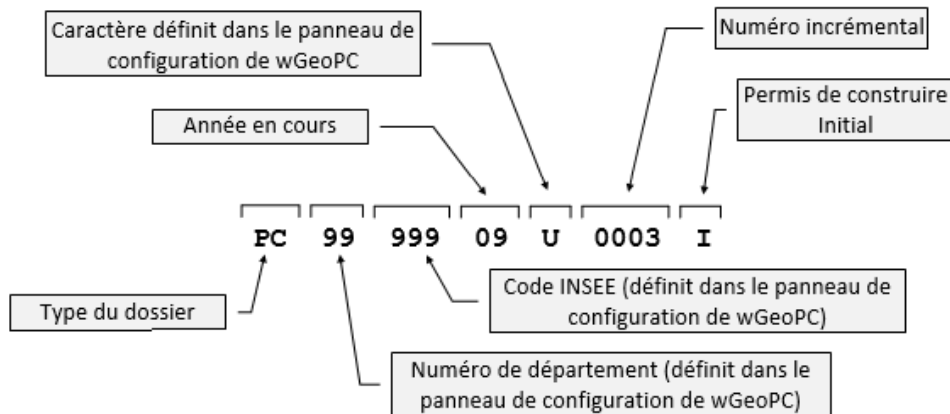 Caractère définit dans le panneau de
configuration de wGeoPC
Numéro incrémental
Année en cours
Permis de construire
Initial
PC 99 999 09 U 0003 I
Type du dossier
Code INSEE (définit dans le panneau de
configuration de wGeoPC)
Numéro de département (définit dans le
panneau de configuration de wGeoPC)